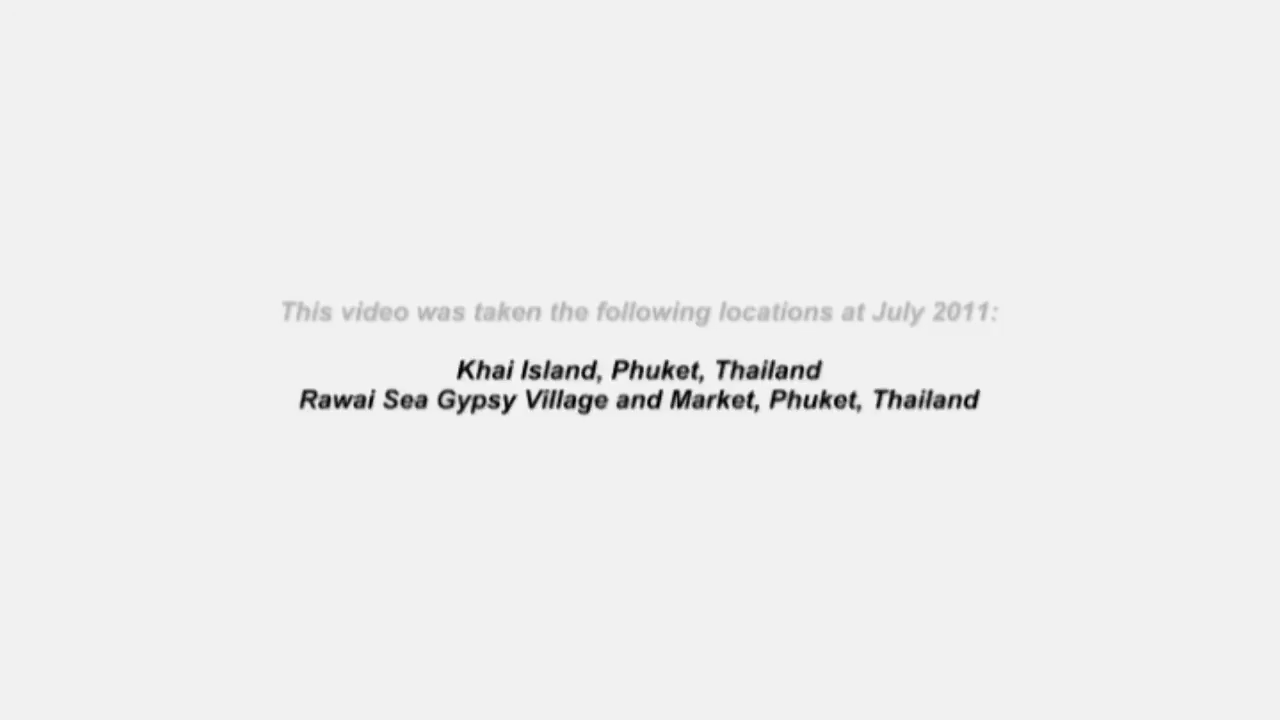 This video was taken the following locations at July 2011:
Khai Island, Phuket, Thailand
Rawai Sea Gypsy Village and Market, Phuket, Thailand